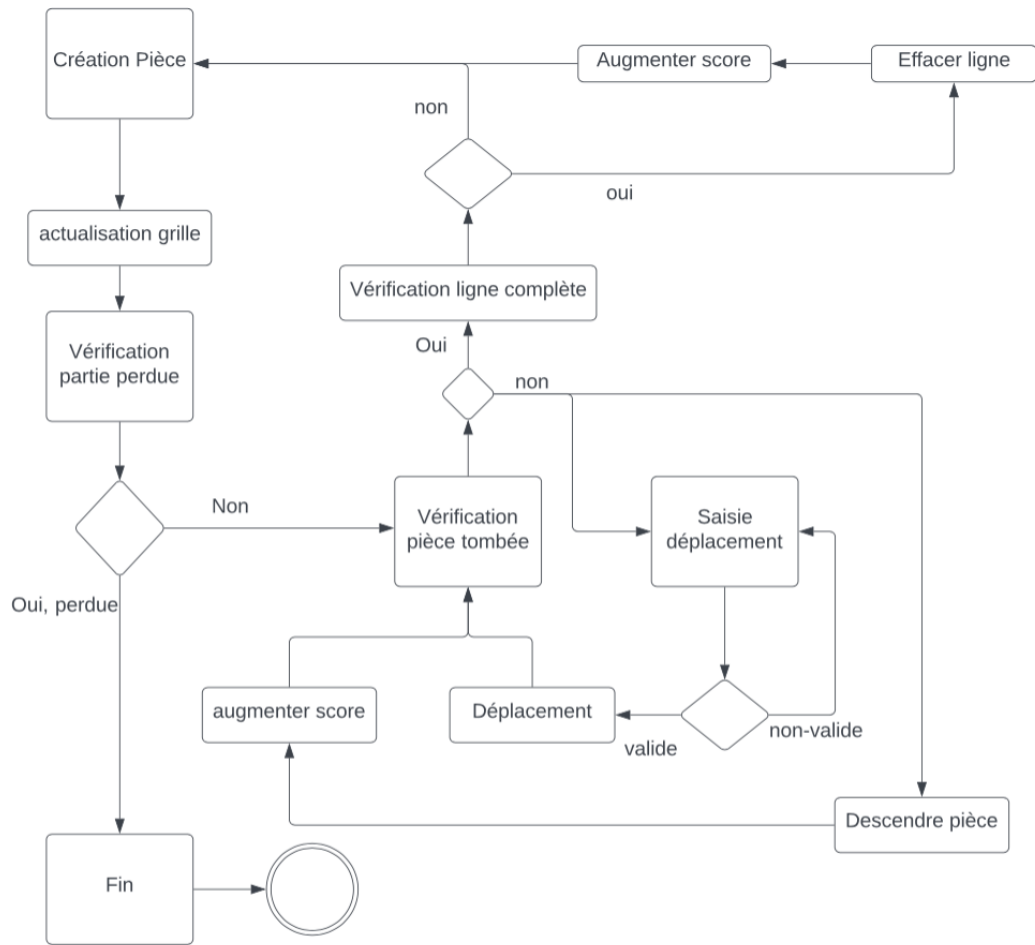 Création Pièce
Augmenter score
Effacer ligne
non
oui
actualisation grille
Vérification ligne complète
Vérification
partie perdue
Oui
non
Non
Vérification
pièce tombée
Saisie
déplacement
Oui, perdue
augmenter score
Déplacement
valide
non-valide
Descendre pièce
Fin